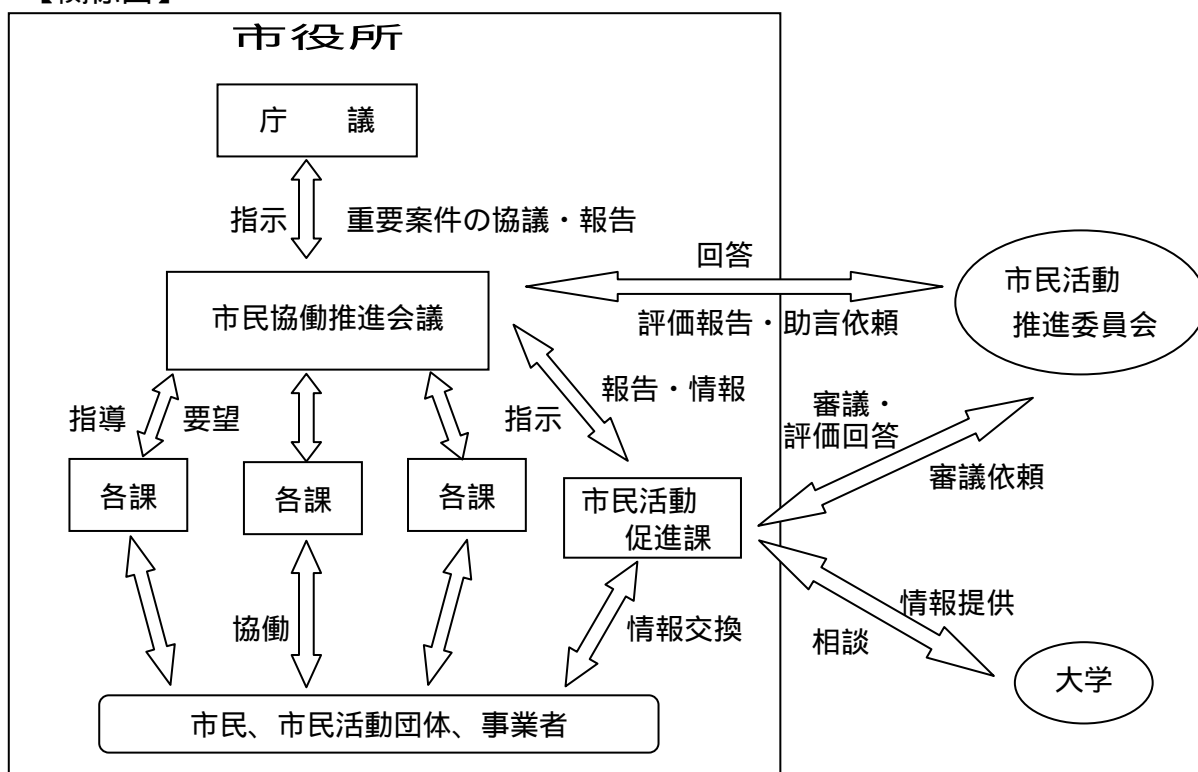 市役所
庁　議
指示
重要案件の協議・報告
回答
市民活動
推進委員会
市民協働推進会議
評価報告・助言依頼
報告・情報
指導
要望
指示
審議・
評価回答
審議依頼
各課
各課
各課
市民活動
促進課
情報提供
協働
情報交換
相談
大学
市民、市民活動団体、事業者